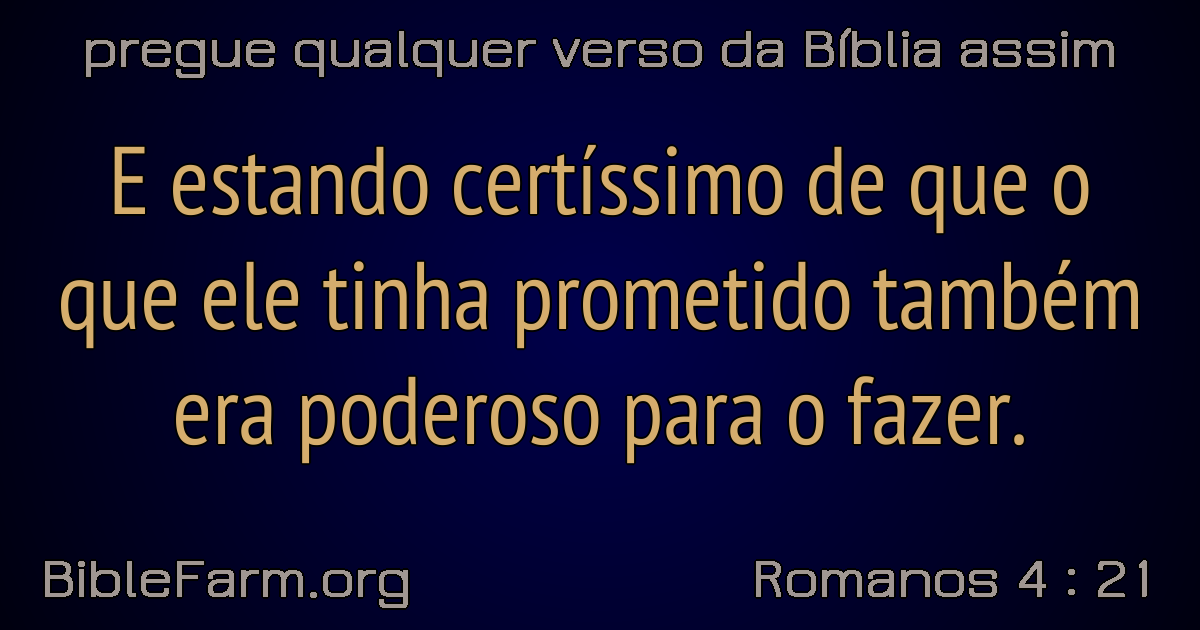 pregue qualquer verso da Bíblia assim
E estando certíssimo de que o
que ele tinha prometido também
era poderoso para o fazer.
BibleFarm.org
Romanos 4 : 21